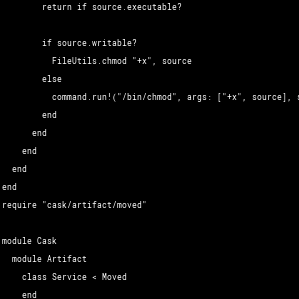 return if source.executable?
if source.writable?
FileUtils.chmod "+x", source
else
command.run!("/bin/chmod", args: ["+x", source],
end
end
end
end
end
require "cask/artifact/moved"
module Cask
module Artifact
class Service < Moved
end